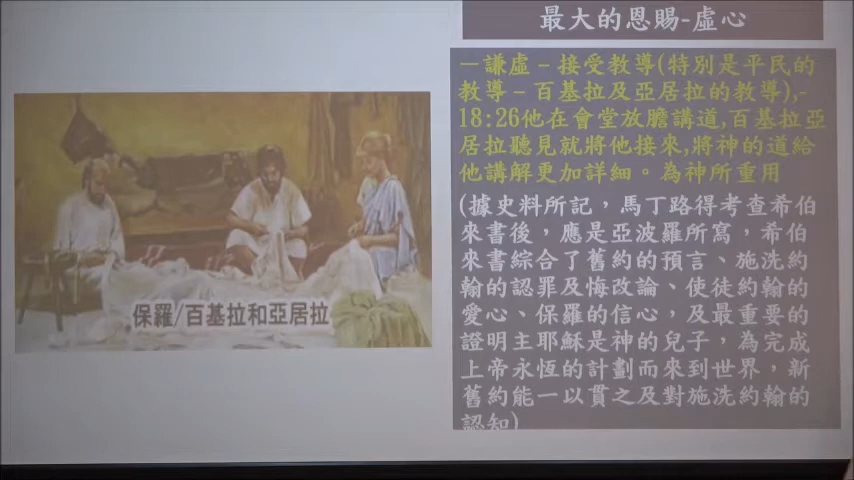 最大的恩賜-虛心
－謙虛－接受教導(特別是平民的
教導－百基拉及亞居拉的教導),-
18:26他在會堂放膽講道,百基拉亞
居拉聽見就將他接來,將神的道給
他講解更加詳細。為神所重用
(據史料所記，馬丁路得考查希伯
來書後，應是亞波羅所寫，希伯
來書綜合了舊約的預言、施洗約
翰的認罪及悔改論、使徒約翰的
愛心、保羅的信心，及最重要的
證明主耶穌是神的兒子，為完成
上帝永恆的計劃而來到世界，新
舊約能一以貫之及對施洗約翰的
認知)
保羅/百基拉和亞居拉